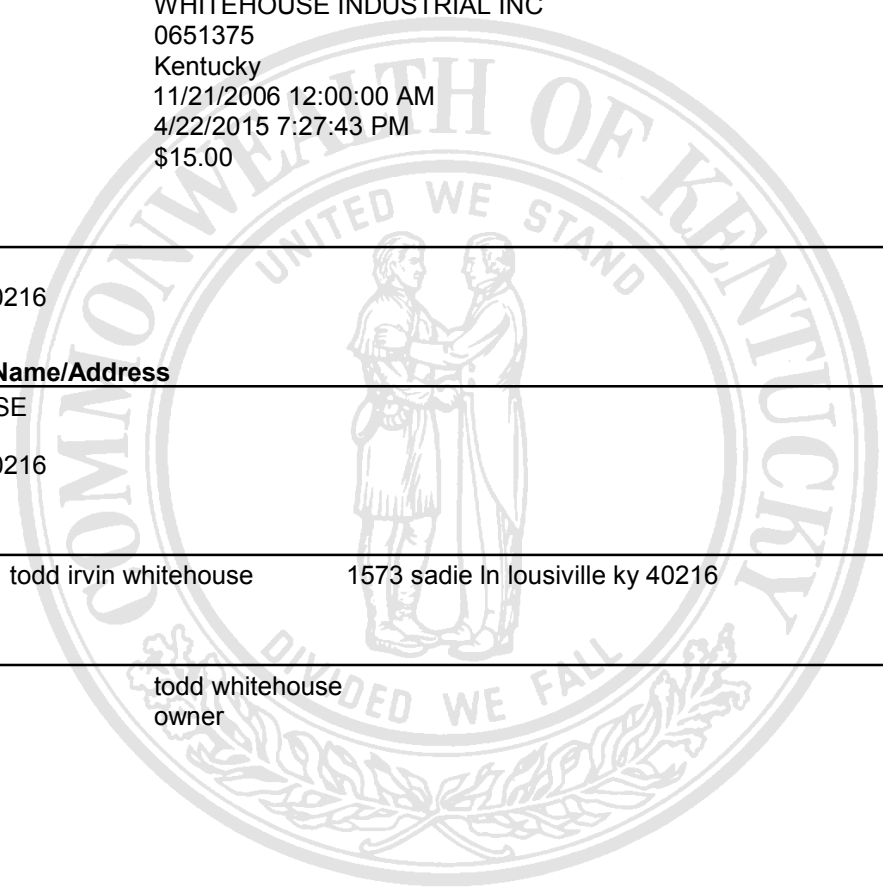 WHITEHOUSE INDUSTRIAL INC
0651375
Kentucky
11/21/2006 12:00:00 AM
4/22/2015 7:27:43 PM
$15.00
COMMONWEALTH OF KENTUCKY
UNITED WE STAND
0216
Name/Address
SE
0216
todd irvin whitehouse 1573 sadie ln lousiville ky 40216
DIVIDED WE FALL
todd whitehouse
owner